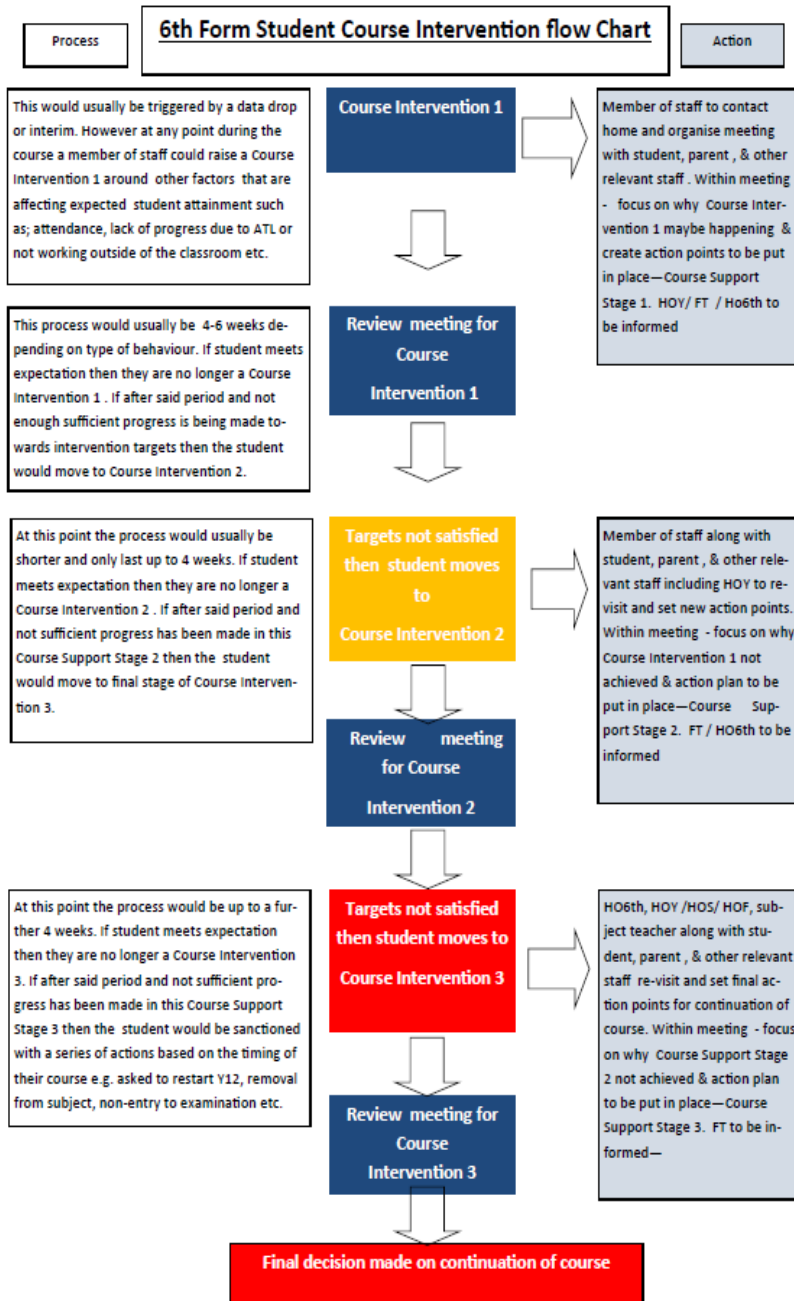 Process
6th Form Student Course Intervention flow Chart
Action
This would usually be triggered by a data drop
or interim. However at any point during the
course a member of staff could raise a Course
Intervention 1 around other factors that are
affecting expected student attainment such
as; attendance, lack of progress due to ATL or
not working outside of the classroom etc.
Course Intervention 1
Member of staff to contact
home and organise meeting
with student, parent , & other
relevant staff . Within meeting
- focus on why Course Inter-
vention 1 maybe happening &
create action points to be put
in place—Course Support
Stage 1. HOY/ FT / Ho6th to
be informed
This process would usually be 4-6 weeks de-
pending on type of behaviour. If student meets
expectation then they are no longer a Course
Intervention 1 . If after said period and not
enough sufficient progress is being made to-
wards intervention targets then the student
would move to Course Intervention 2.
Review meeting for
Course
Intervention 1
At this point the process would usually be
shorter and only last up to 4 weeks. If student
meets expectation then they are no longer a
Course Intervention 2 . If after said period and
not sufficient progress has been made in this
Course Support Stage 2 then the student
would move to final stage of Course Interven-
tion 3.
Targets not satisfied
then student moves
to
Course Intervention 2
Member of staff along with
student, parent , & other rele-
vant staff including HOY to re-
visit and set new action points.
Within meeting - focus on why
Course Intervention 1 not
achieved & action plan to be
put in place—Course Sup-
port Stage 2. FT / HO6th to be
informed
Review meeting
for Course
Intervention 2
At this point the process would be up to a fur-
ther 4 weeks. If student meets expectation
then they are no longer a Course Intervention
3. If after said period and not sufficient pro-
gress has been made in this Course Support
Stage 3 then the student would be sanctioned
with a series of actions based on the timing of
their course e.g. asked to restart Y12, removal
from subject, non-entry to examination etc.
Targets not satisfied
then student moves to
Course Intervention 3
HO6th, HOY /HOS/ HOF, sub-
ject teacher along with stu-
dent, parent , & other relevant
staff re-visit and set final ac-
tion points for continuation of
course. Within meeting - focus
on why Course Support Stage
2 not achieved & action plan
to be put in place—Course
Support Stage 3. FT to be in-
formed—
Review meeting for
Course
Intervention 3
Final decision made on continuation of course